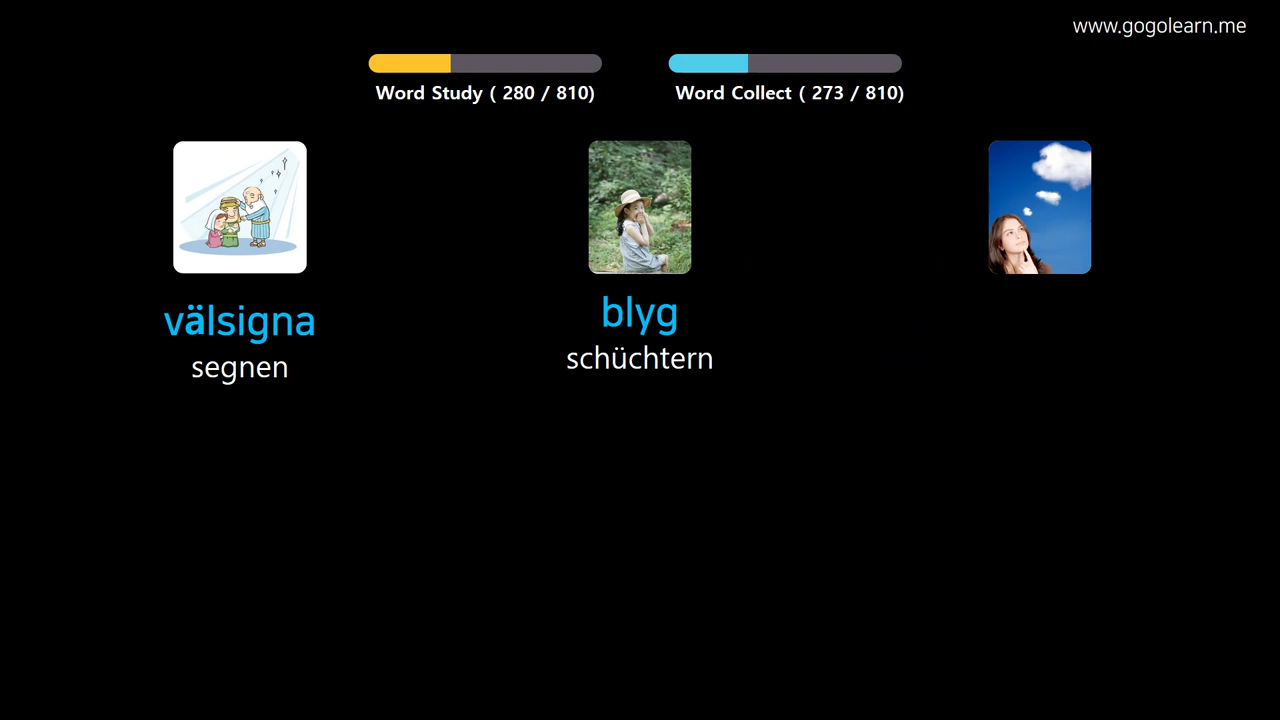 www.gogolearn.me
Word Study ( 280 / 810)
Word Collect ( 273 / 810)
välsigna
segnen
blyg
schüchtern